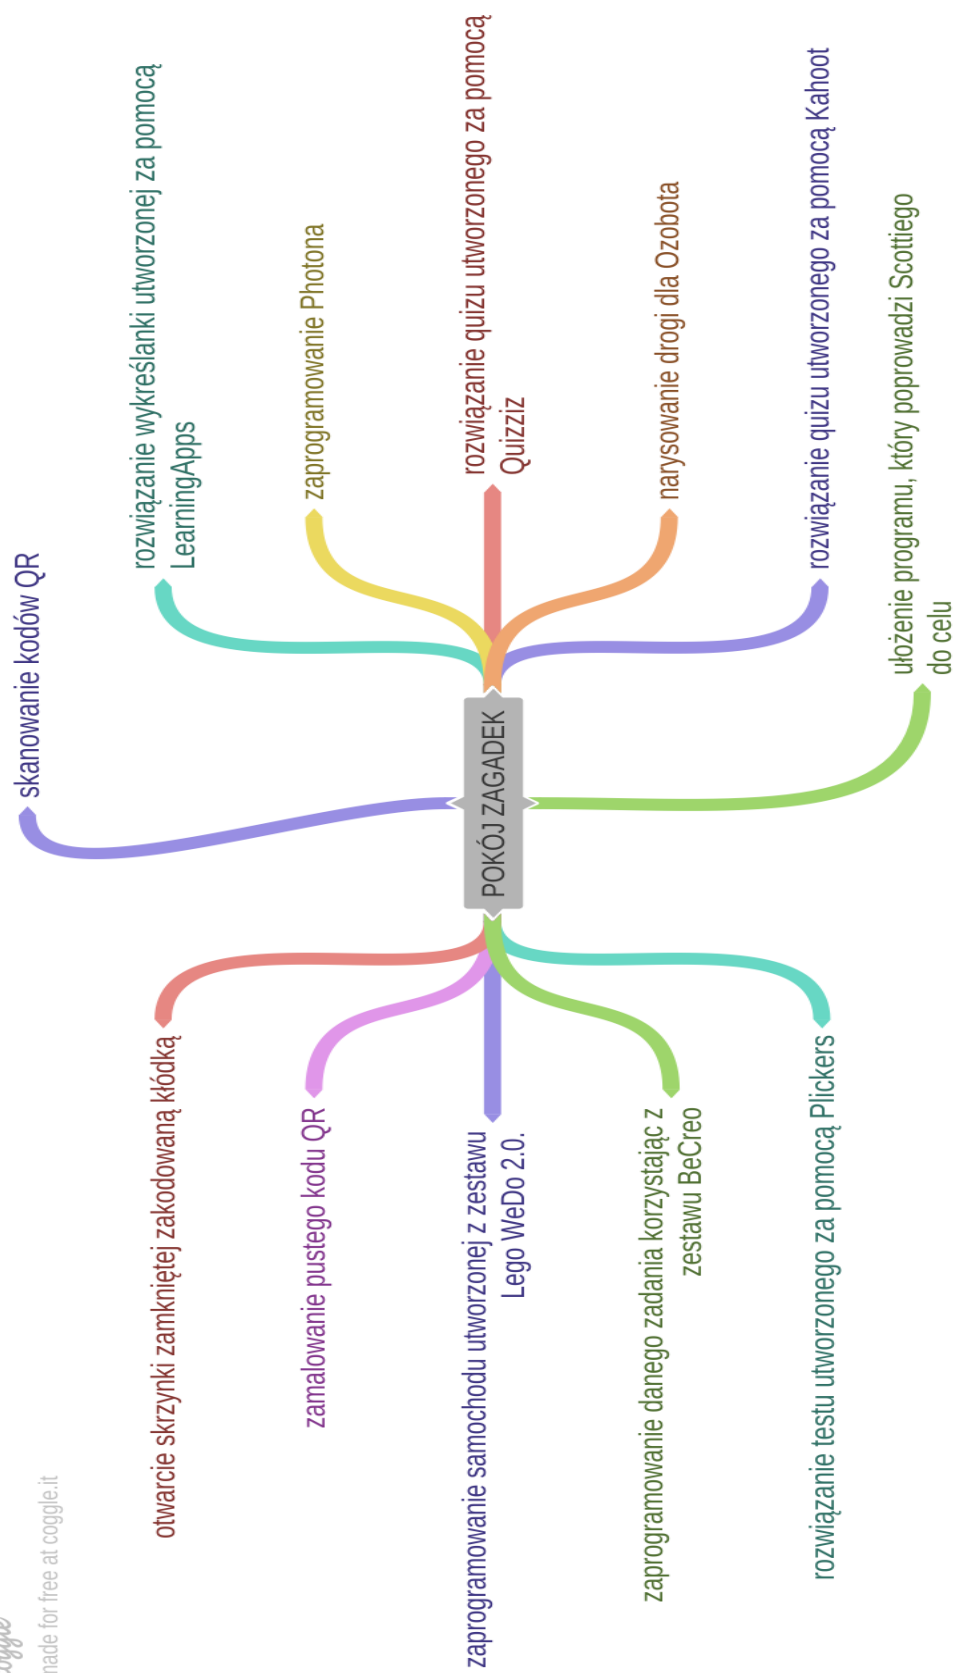 skanowanie kodów QR
rozwiązanie wykreślanki utworzonej za pomocą
LearningApps
zaprogramowanie Photona
rozwiązanie quizu utworzonego za pomocą
Quizziz
narysowanie drogi dla Ozobota
rozwiązanie quizu utworzonego za pomocą Kahoot
ułożenie programu, który poprowadzi Scottiego
do celu
POKÓJ ZAGADEK
otwarcie skrzynki zamkniętej zakodowaną kłódką
zamalowanie pustego kodu QR
zaprogramowanie samochodu utworzonej z zestawu
Lego WeDo 2.0.
zaprogramowanie danego zadania korzystając z
zestawu BeCreo
rozwiązanie testu utworzonego za pomocą Plickers
for free at coggle.it